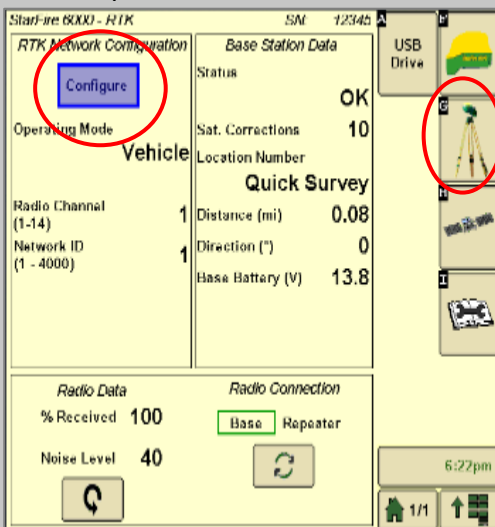 StarFire 6000 - RTK SN: 12345
RTK Network Configuration
Configure
Operating Mode
Vehicle
Radio Channel
(1-14)
1
Network ID
(1 - 4000)
1
Base Station Data
Status
OK
Sat. Corrections 10
Location Number
Quick Survey
Distance (mi) 0.08
Direction (°) 0
Base Battery (V) 13.8
Radio Data
% Received 100
Noise Level 40
Radio Connection
Base Repeater
A
USB
Drive
F
G
H
I
6:22pm
1/1